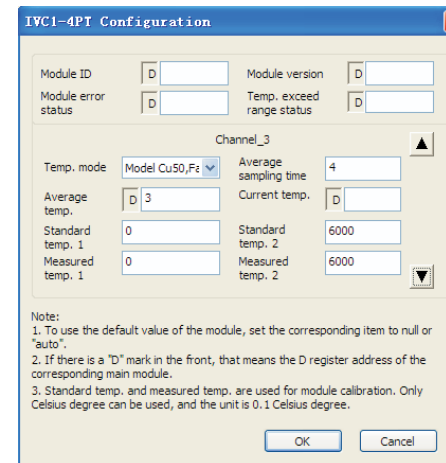 IVC1-4PT Configuration
Module ID D Module version D
Module error status D Temp. exceed range status D
Channel_3
Temp. mode Model Cu50,Fa Average sampling time 4
Average temp. D 3 Current temp. D
Standard temp. 1 0 Standard temp. 2 6000
Measured temp. 1 0 Measured temp. 2 6000
Note:
1. To use the default value of the module, set the corresponding item to null or
"auto".
2. If there is a "D" mark in the front, that means the D register address of the
corresponding main module.
3. Standard temp. and measured temp. are used for module calibration. Only
Celsius degree can be used, and the unit is 0.1 Celsius degree.
OK Cancel